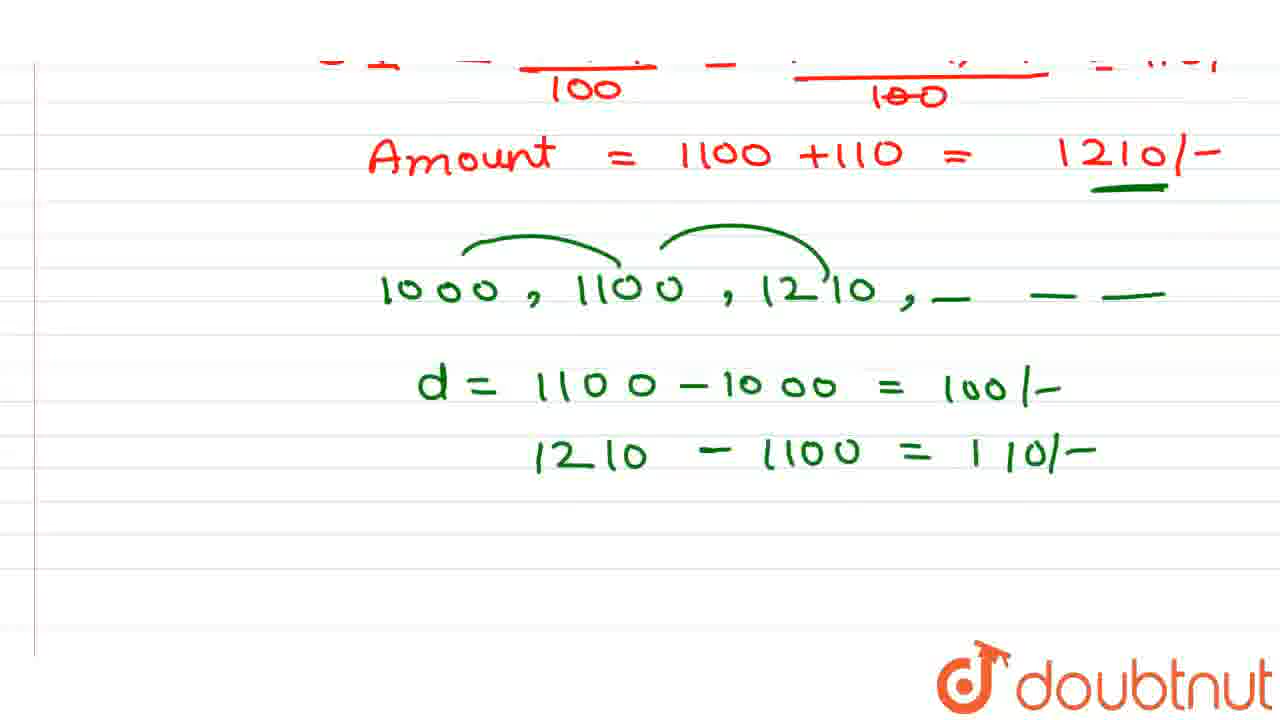 100 = 100
Amount = 1100 + 110 = 1210/-
1000, 1100, 1210, _ _ _
d = 1100 - 1000 = 100/-
1210 - 1100 = 110/-
doubtnut